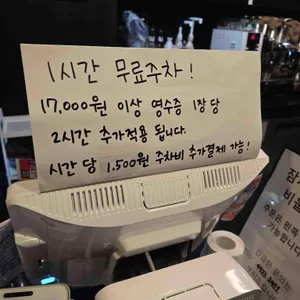 1시간 무료주차!
17,000원 이상 영수증 1장 당
2시간 추가적용 됩니다.
시간 당 1,500원 주차비 추가결제 가능!